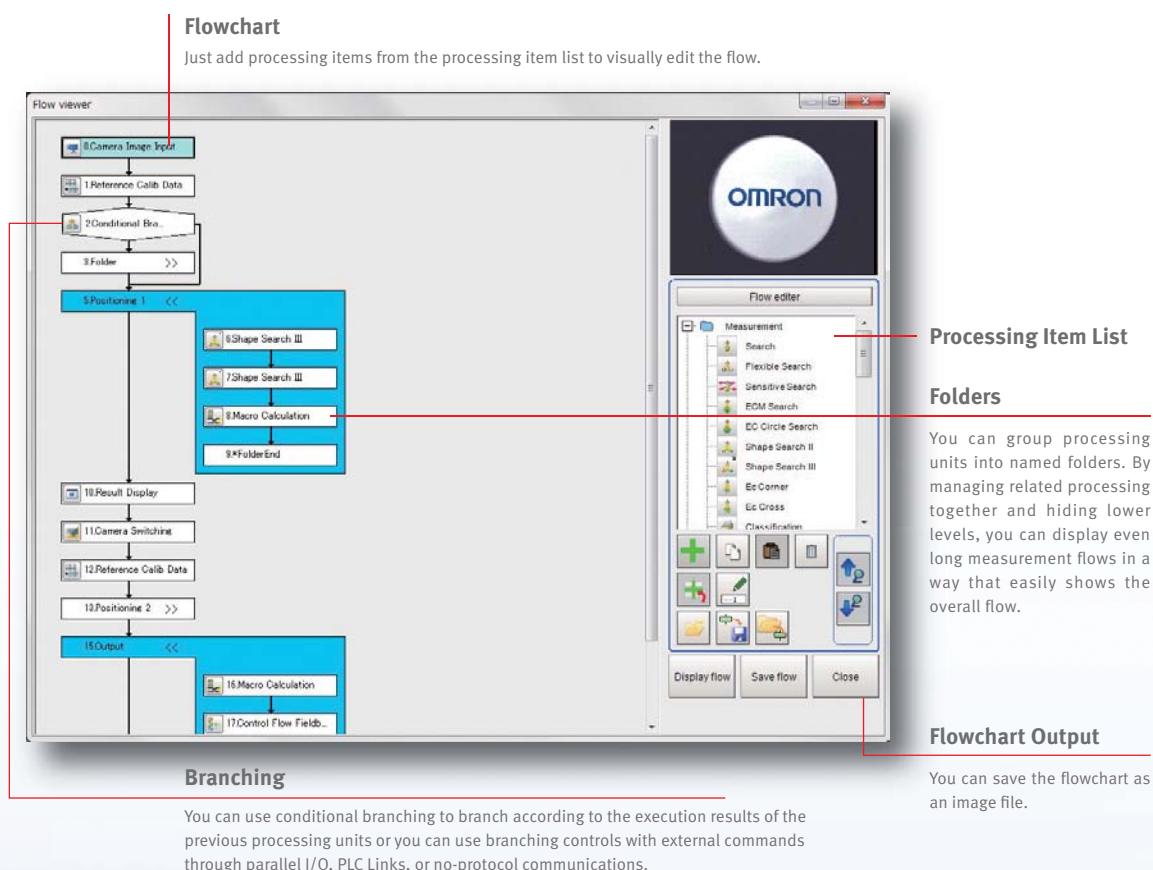 Flowchart
Just add processing items from the processing item list to visually edit the flow.
Flow viewer
0.Camera Image Input
1.Reference Calib Data
2.Conditional Bra..
3.Folder >>
5.Positioning 1 <<
6.Shape Search III
7.Shape Search III
8.Macro Calculation
9.*FolderEnd
10.Result Display
11.Camera Switching
12.Reference Calib Data
13.Positioning 2 >>
15.Output <<
16.Macro Calculation
17.Control Flow Fieldb..
OMRON
Flow editer
Measurement
Search
Flexible Search
Sensitive Search
ECM Search
EC Circle Search
Shape Search II
Shape Search III
Ec Corner
Ec Cross
Classification
Display flow
Save flow
Close
Processing Item List
Folders
You can group processing
units into named folders. By
managing related processing
together and hiding lower
levels, you can display even
long measurement flows in a
way that easily shows the
overall flow.
Flowchart Output
You can save the flowchart as
an image file.
Branching
You can use conditional branching to branch according to the execution results of the
previous processing units or you can use branching controls with external commands
through parallel I/O, PLC Links, or no-protocol communications.